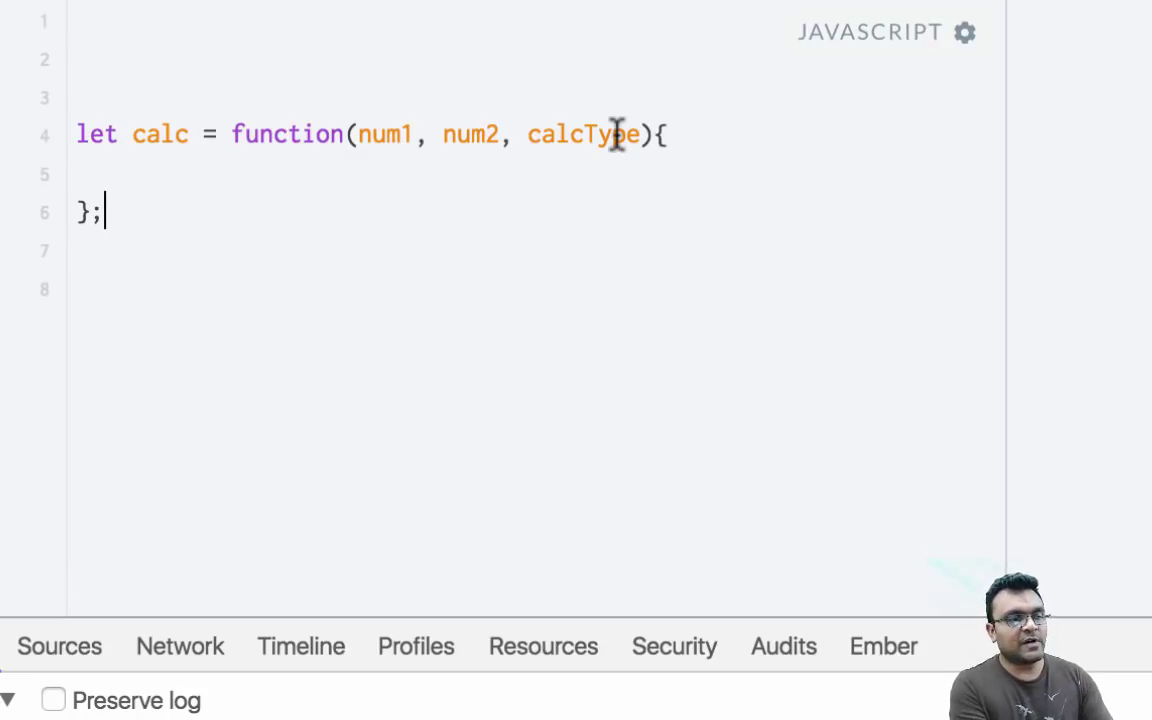 1
JAVASCRIPT
2
3
4 let calc = function(num1, num2, calcType){
5
6 };
7
8
Sources Network Timeline Profiles Resources Security Audits Ember
Preserve log